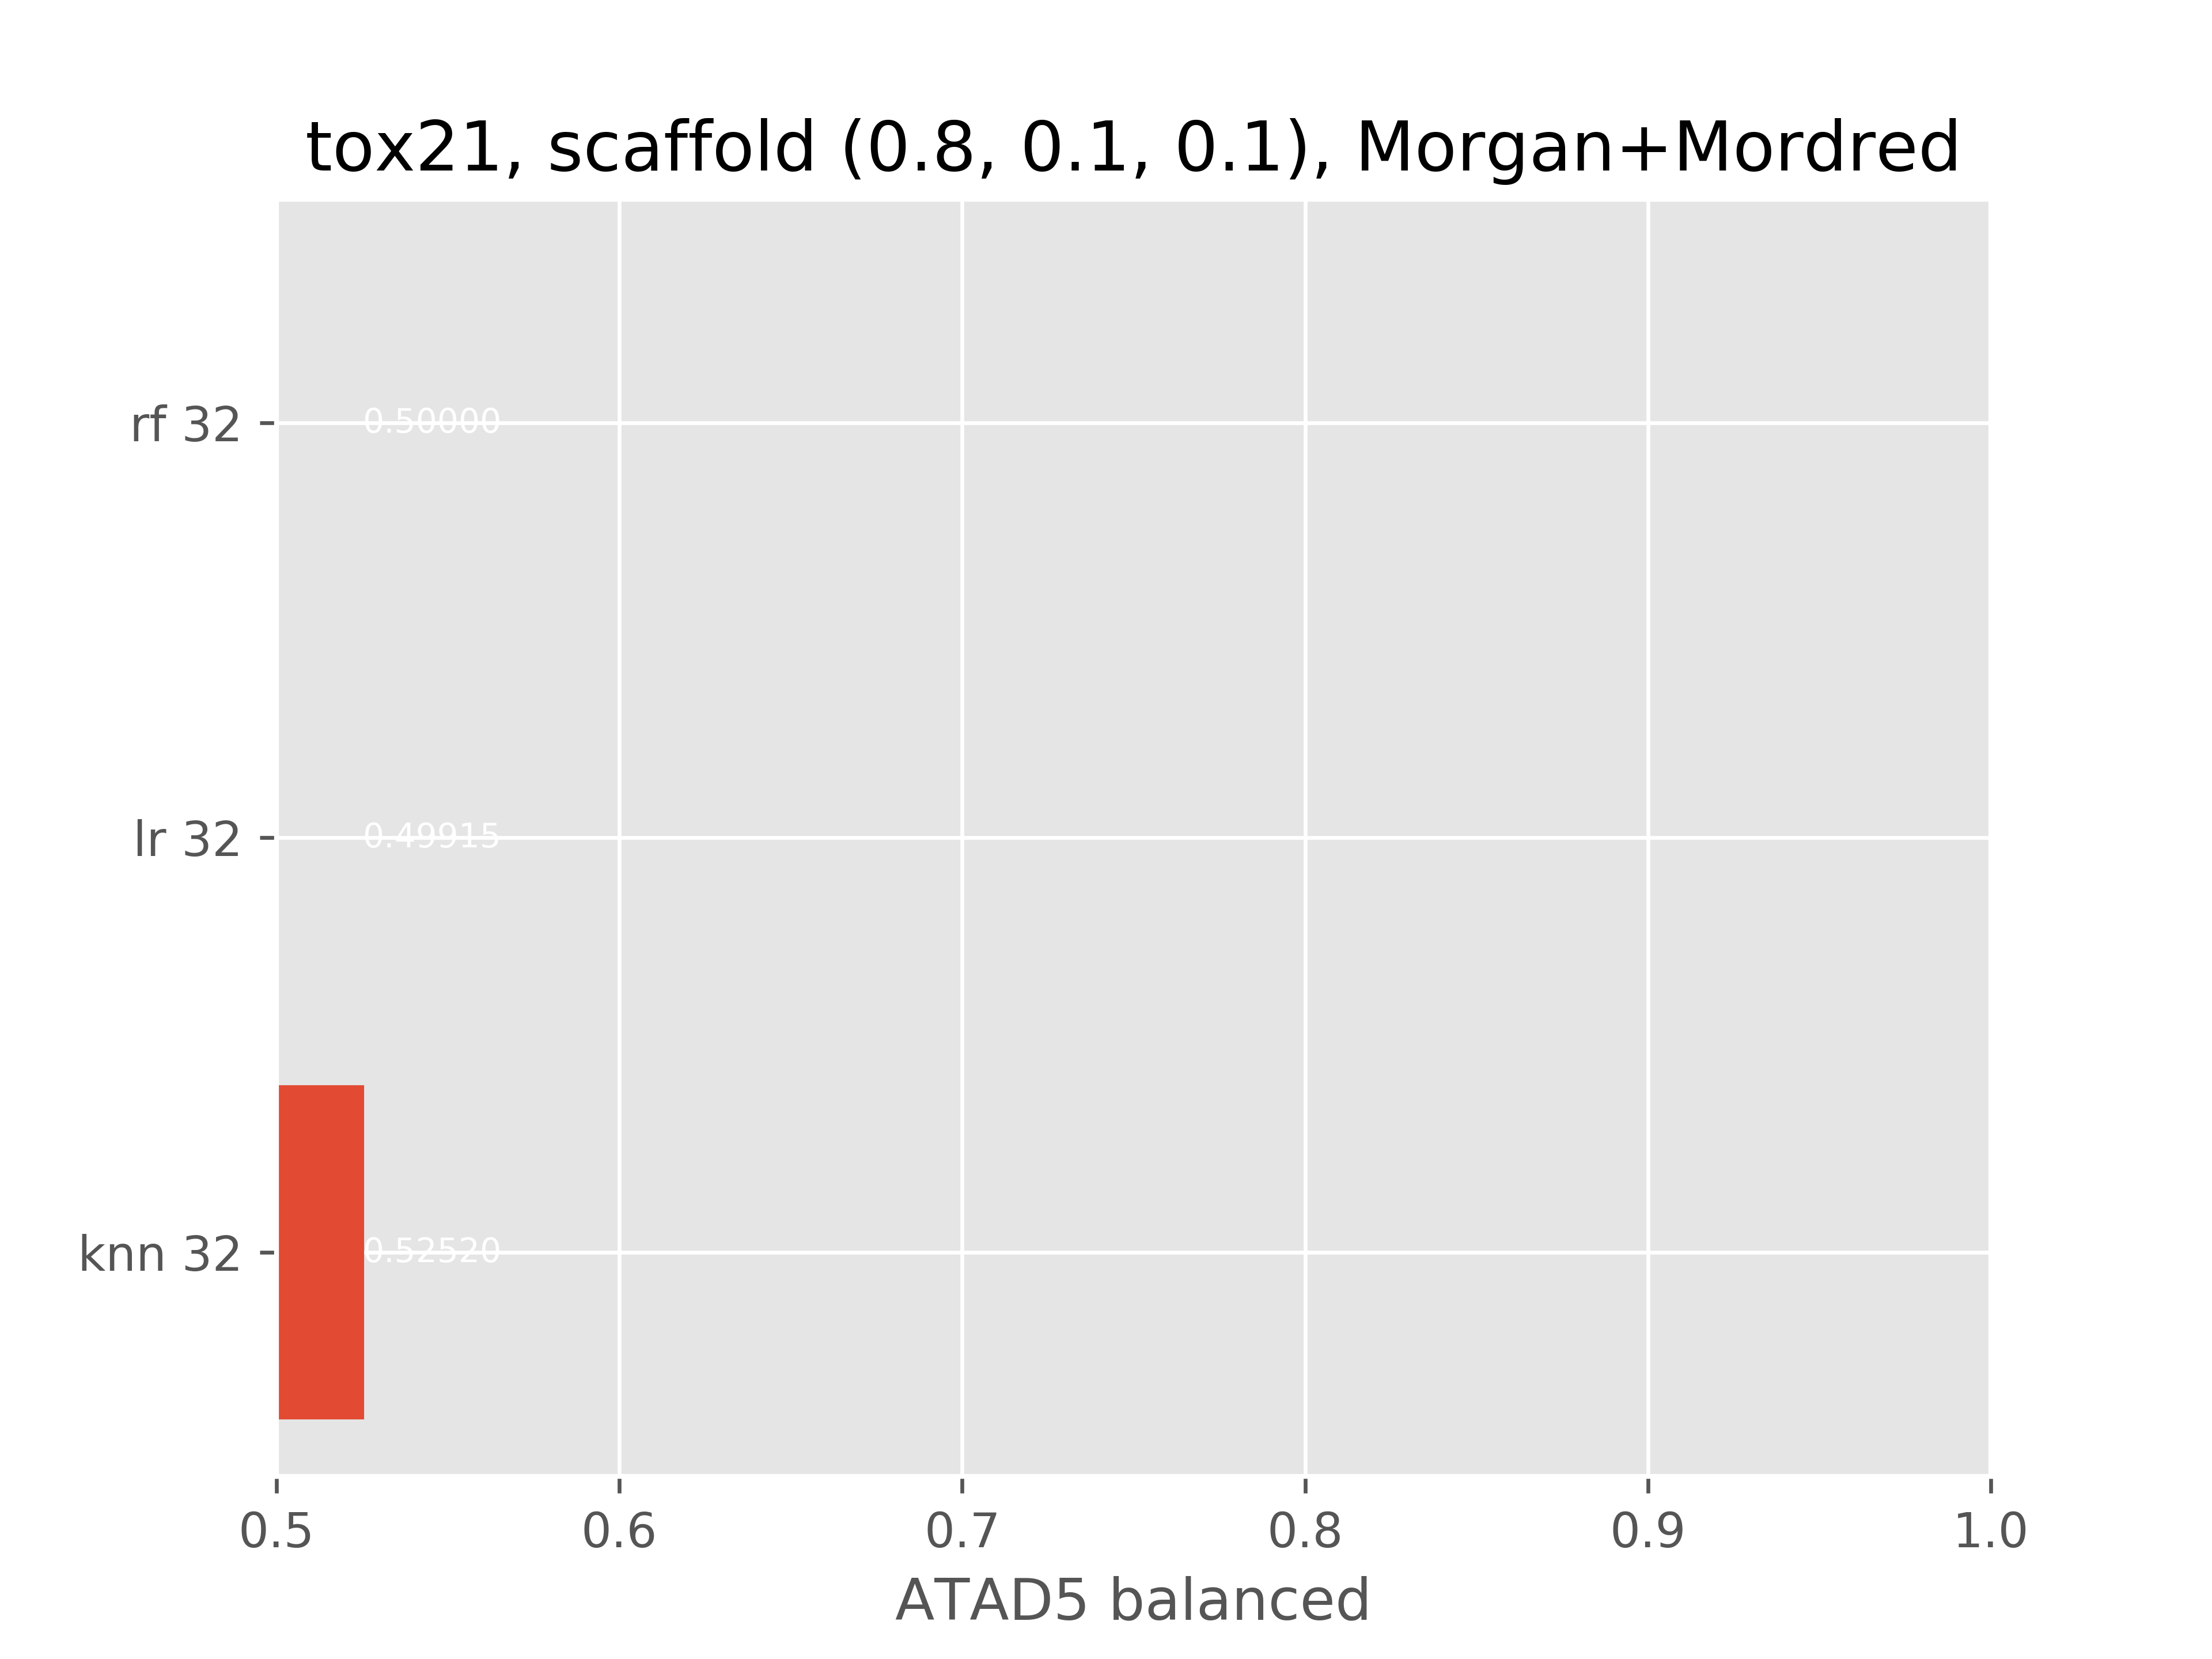 tox21, scaffold (0.8, 0.1, 0.1), Morgan+Mordred
rf 32
0.50000
lr 32
0.49915
knn 32
0.52520
0.5 0.6 0.7 0.8 0.9 1.0
ATAD5 balanced